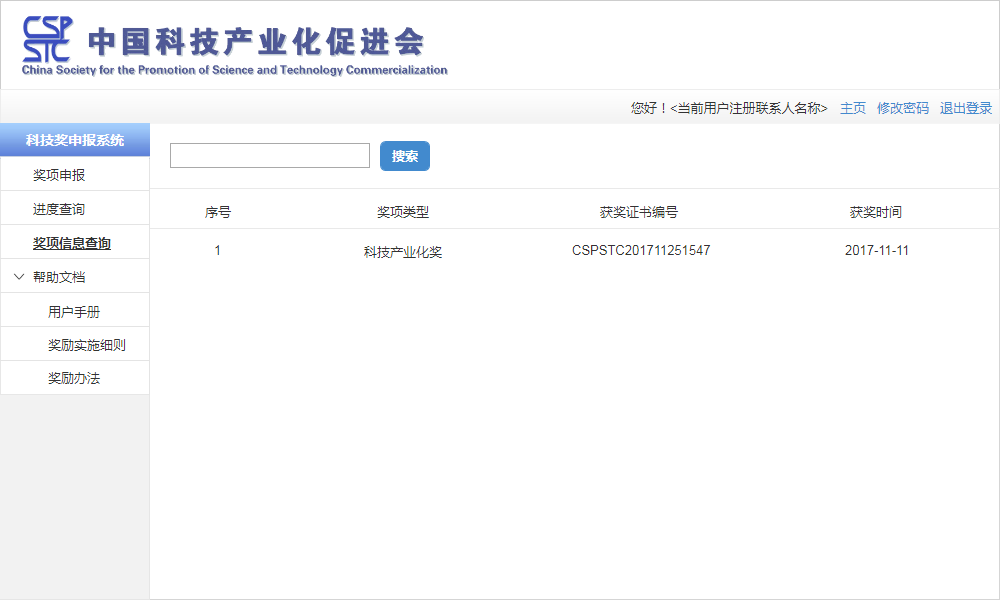 CSP
STC
中国科技产业化促进会
China Society for the Promotion of Science and Technology Commercialization
您好！<当前用户注册联系人名称> 主页 修改密码 退出登录
科技奖申报系统
奖项申报
进度查询
奖项信息查询
帮助文档
用户手册
奖励实施细则
奖励办法
搜索
序号 奖项类型 获奖证书编号 获奖时间
1 科技产业化奖 CSPSTC201711251547 2017-11-11